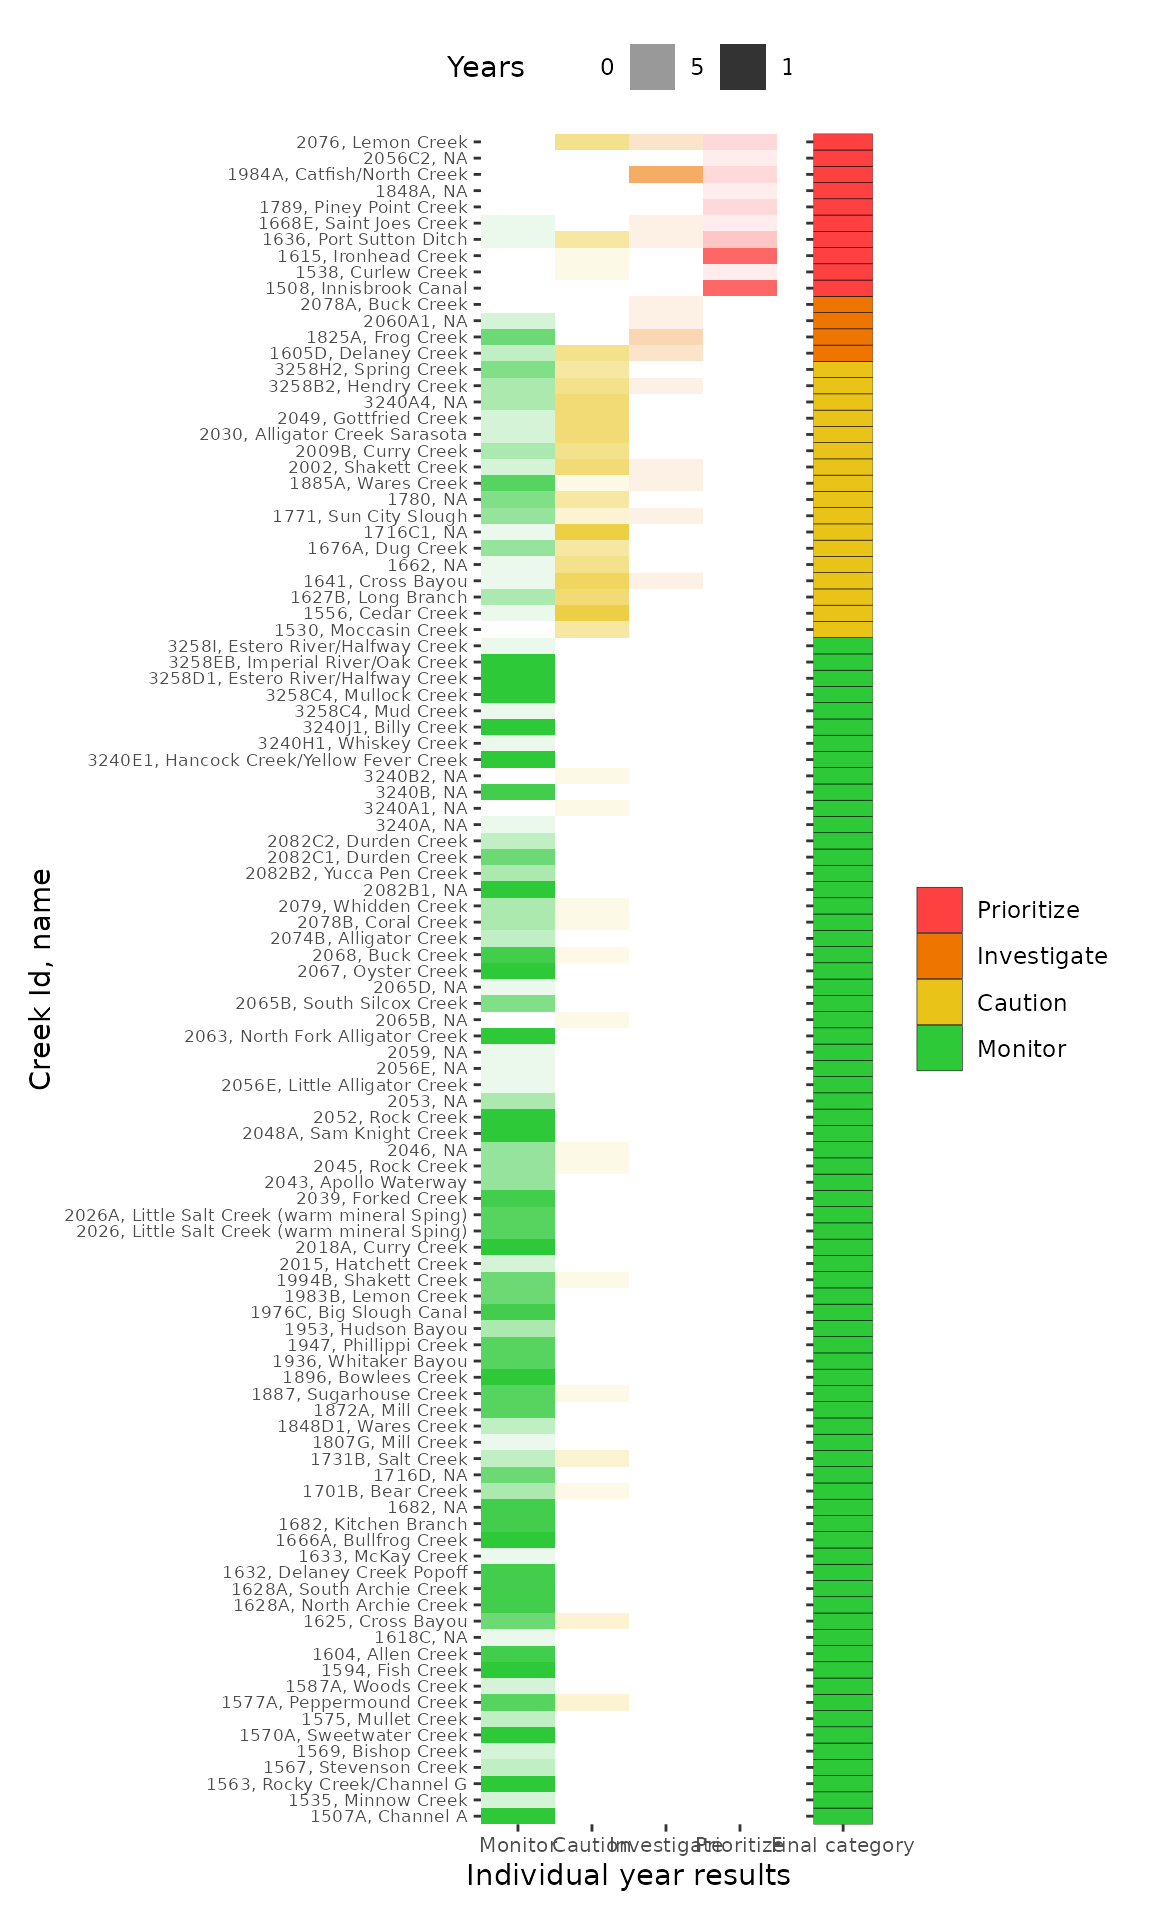 Years 0 5 1
2076, Lemon Creek
2056C2, NA
1984A, Catfish/North Creek
1848A, NA
1789, Piney Point Creek
1668E, Saint Joes Creek
1636, Port Sutton Ditch
1615, Ironhead Creek
1538, Curlew Creek
1508, Innisbrook Canal
2078A, Buck Creek
2060A1, NA
1825A, Frog Creek
1605D, Delaney Creek
3258H2, Spring Creek
3258B2, Hendry Creek
3240A4, NA
2049, Gottfried Creek
2030, Alligator Creek Sarasota
2009B, Curry Creek
2002, Shakett Creek
1885A, Wares Creek
1780, NA
1771, Sun City Slough
1716C1, NA
1676A, Dug Creek
1662, NA
1641, Cross Bayou
1627B, Long Branch
1556, Cedar Creek
1530, Moccasin Creek
3258I, Estero River/Halfway Creek
3258EB, Imperial River/Oak Creek
3258D1, Estero River/Halfway Creek
3258C4, Mullock Creek
3258C4, Mud Creek
3240J1, Billy Creek
3240H1, Whiskey Creek
3240E1, Hancock Creek/Yellow Fever Creek
3240B2, NA
3240B, NA
3240A1, NA
3240A, NA
2082C2, Durden Creek
2082C1, Durden Creek
2082B2, Yucca Pen Creek
2082B1, NA
2079, Whidden Creek
2078B, Coral Creek
2074B, Alligator Creek
2068, Buck Creek
2067, Oyster Creek
2065D, NA
2065B, South Silcox Creek
2065B, NA
2063, North Fork Alligator Creek
2059, NA
2056E, NA
2056E, Little Alligator Creek
2053, NA
2052, Rock Creek
2048A, Sam Knight Creek
2046, NA
2045, Rock Creek
2043, Apollo Waterway
2039, Forked Creek
2026A, Little Salt Creek (warm mineral Sping)
2026, Little Salt Creek (warm mineral Sping)
2018A, Curry Creek
2015, Hatchett Creek
1994B, Shakett Creek
1983B, Lemon Creek
1976C, Big Slough Canal
1953, Hudson Bayou
1947, Phillippi Creek
1936, Whitaker Bayou
1896, Bowlees Creek
1887, Sugarhouse Creek
1872A, Mill Creek
1848D1, Wares Creek
1807G, Mill Creek
1731B, Salt Creek
1716D, NA
1701B, Bear Creek
1682, NA
1682, Kitchen Branch
1666A, Bullfrog Creek
1633, McKay Creek
1632, Delaney Creek Popoff
1628A, South Archie Creek
1628A, North Archie Creek
1625, Cross Bayou
1618C, NA
1604, Allen Creek
1594, Fish Creek
1587A, Woods Creek
1577A, Peppermound Creek
1575, Mullet Creek
1570A, Sweetwater Creek
1569, Bishop Creek
1567, Stevenson Creek
1563, Rocky Creek/Channel G
1535, Minnow Creek
1507A, Channel A
Creek Id, name
Prioritize
Investigate
Caution
Monitor
Monitor Caution Investigate Prioritize Final category
Individual year results